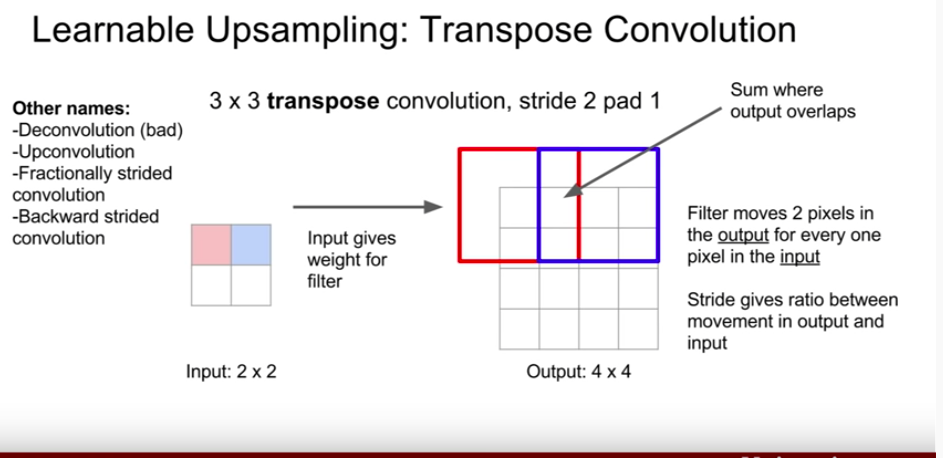 Learnable Upsampling: Transpose Convolution
Other names:
-Deconvolution (bad)
-Upconvolution
-Fractionally strided
convolution
-Backward strided
convolution
3 x 3 transpose convolution, stride 2 pad 1
Sum where
output overlaps
Input gives
weight for
filter
Filter moves 2 pixels in
the output for every one
pixel in the input
Stride gives ratio between
movement in output and
input
Input: 2 x 2
Output: 4 x 4